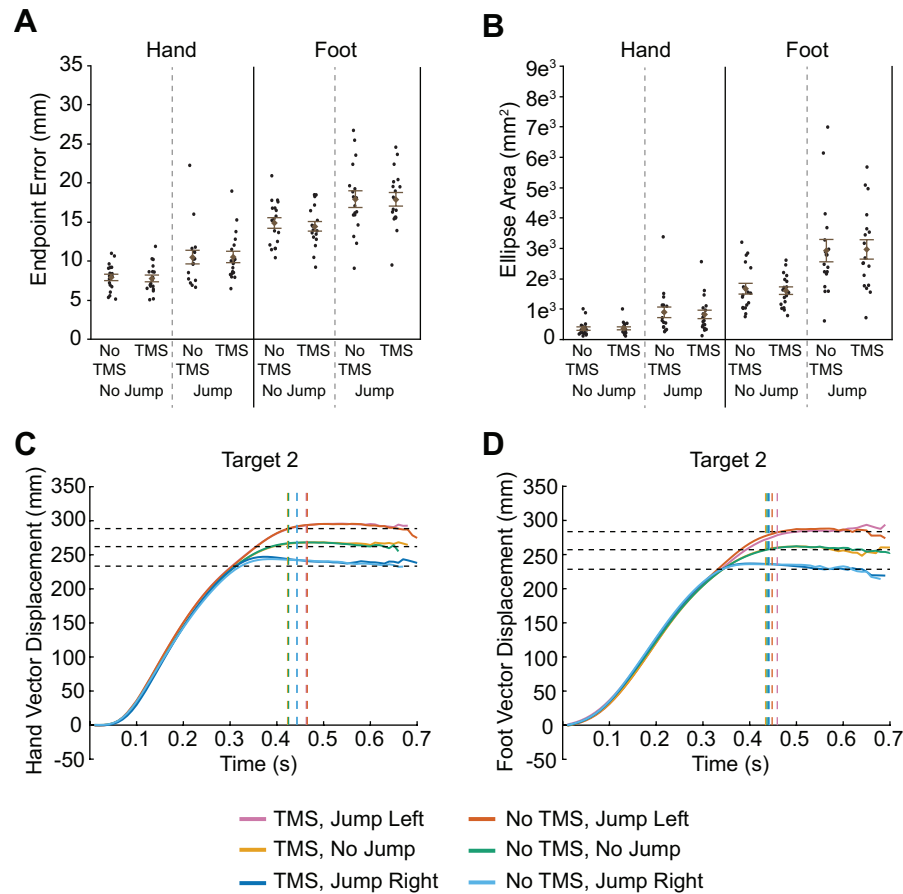 A
Hand
Foot
Endpoint Error (mm)
35
30
25
20
15
10
5
0
No TMS
TMS
No TMS
TMS
No TMS
TMS
No TMS
TMS
No Jump
Jump
No Jump
Jump
B
Hand
Foot
Ellipse Area (mm²)
9e³
8e³
7e³
6e³
5e³
4e³
3e³
2e³
1e³
0
No TMS
TMS
No TMS
TMS
No TMS
TMS
No TMS
TMS
No Jump
Jump
No Jump
Jump
C
Target 2
Hand Vector Displacement (mm)
350
300
250
200
150
100
50
0
-50
0.1 0.2 0.3 0.4 0.5 0.6 0.7
Time (s)
D
Target 2
Foot Vector Displacement (mm)
350
300
250
200
150
100
50
0
-50
0.1 0.2 0.3 0.4 0.5 0.6 0.7
Time (s)
TMS, Jump Left
No TMS, Jump Left
TMS, No Jump
No TMS, No Jump
TMS, Jump Right
No TMS, Jump Right